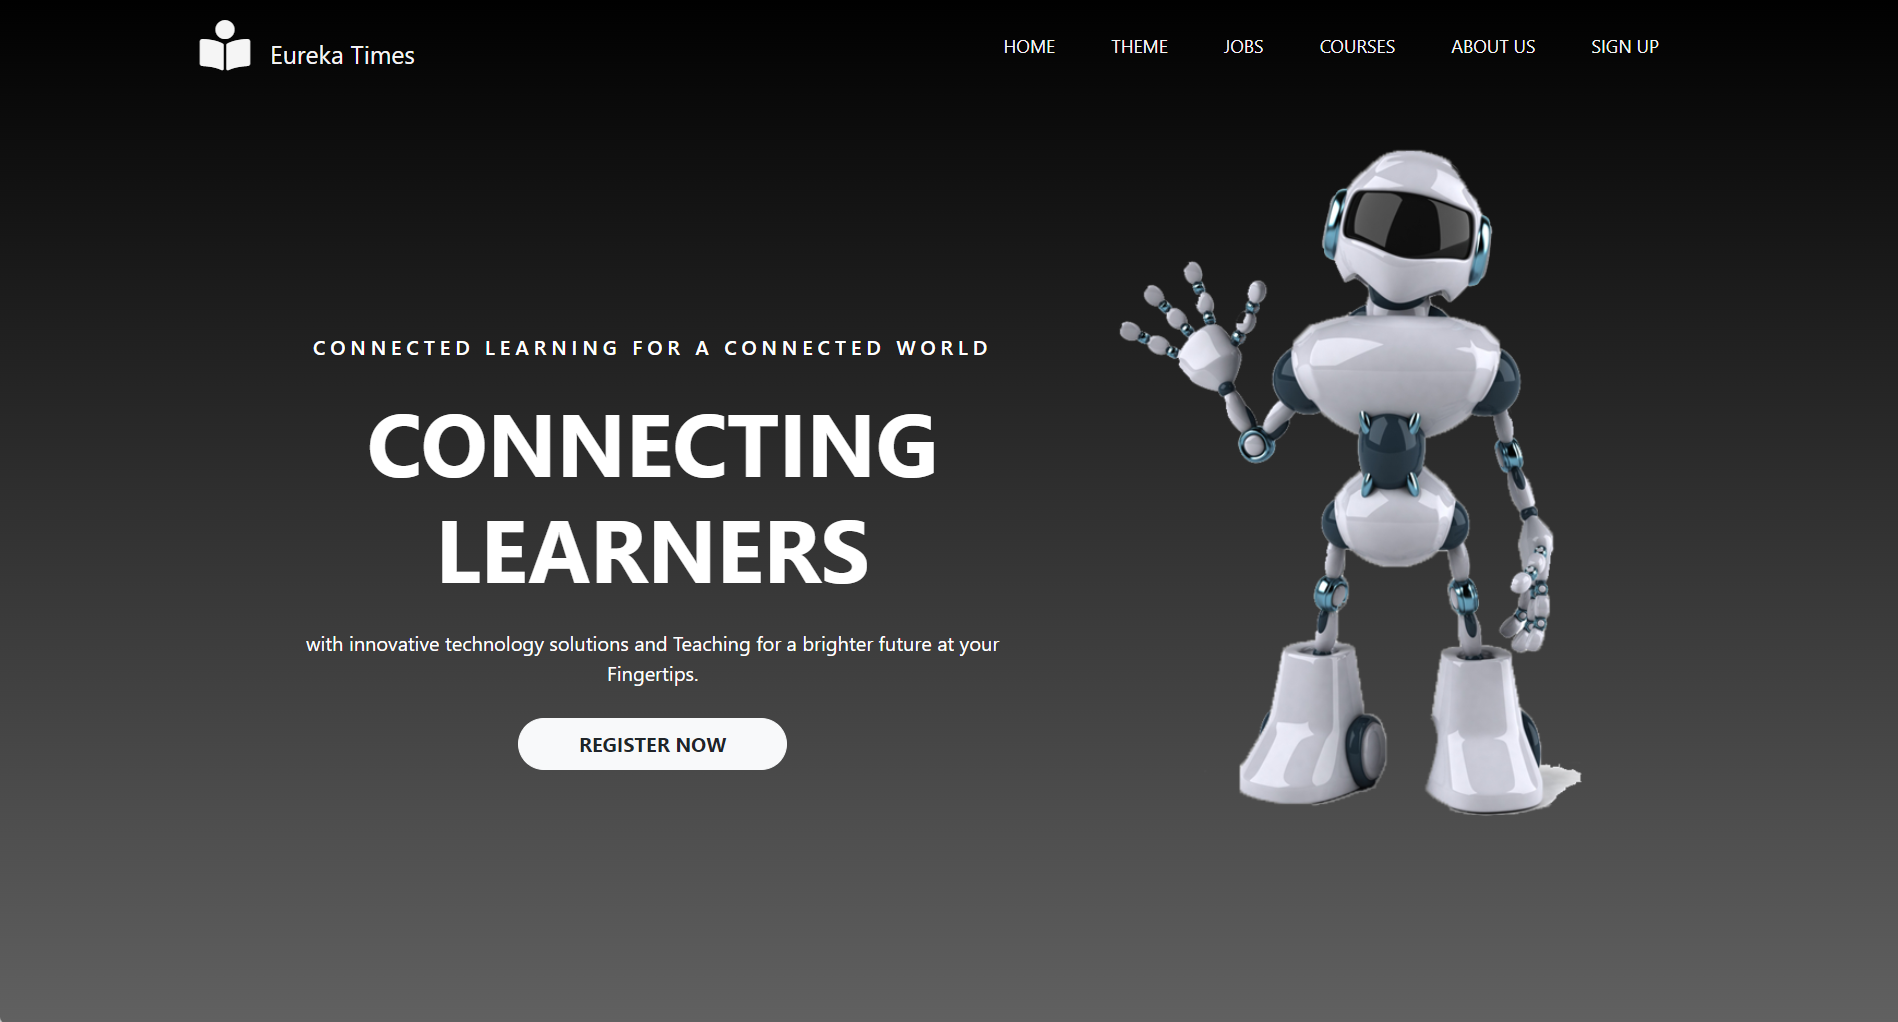 Eureka Times
HOME THEME JOBS COURSES ABOUT US SIGN UP
CONNECTED LEARNING FOR A CONNECTED WORLD
CONNECTING
LEARNERS
with innovative technology solutions and Teaching for a brighter future at your
Fingertips.
REGISTER NOW